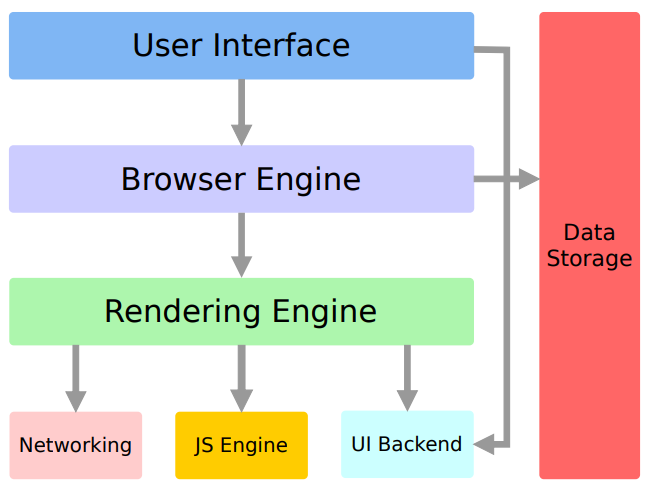 User Interface
Browser Engine
Data
Storage
Rendering Engine
Networking
JS Engine
UI Backend